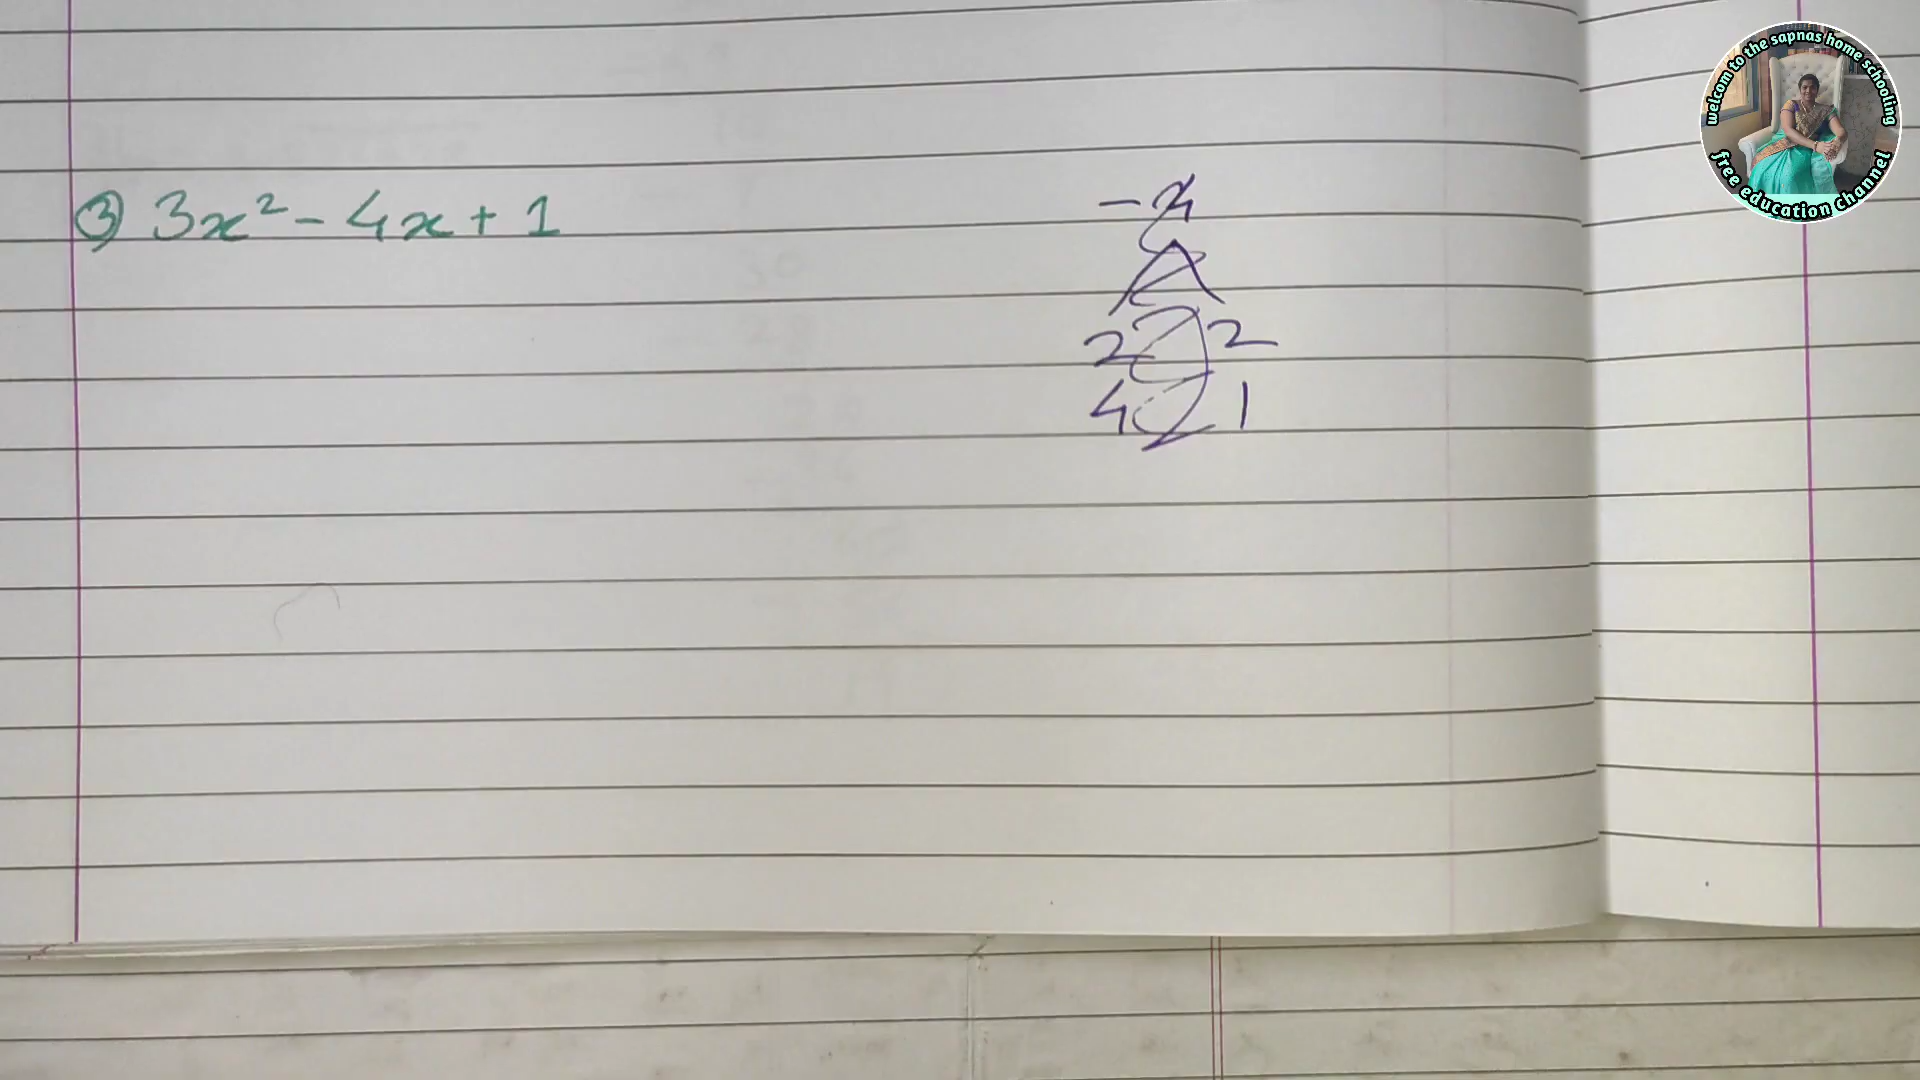 ③ 3x² - 4x + 1
- 4
2 2
4 1
welcom to the sapnas home schooling
free education channel